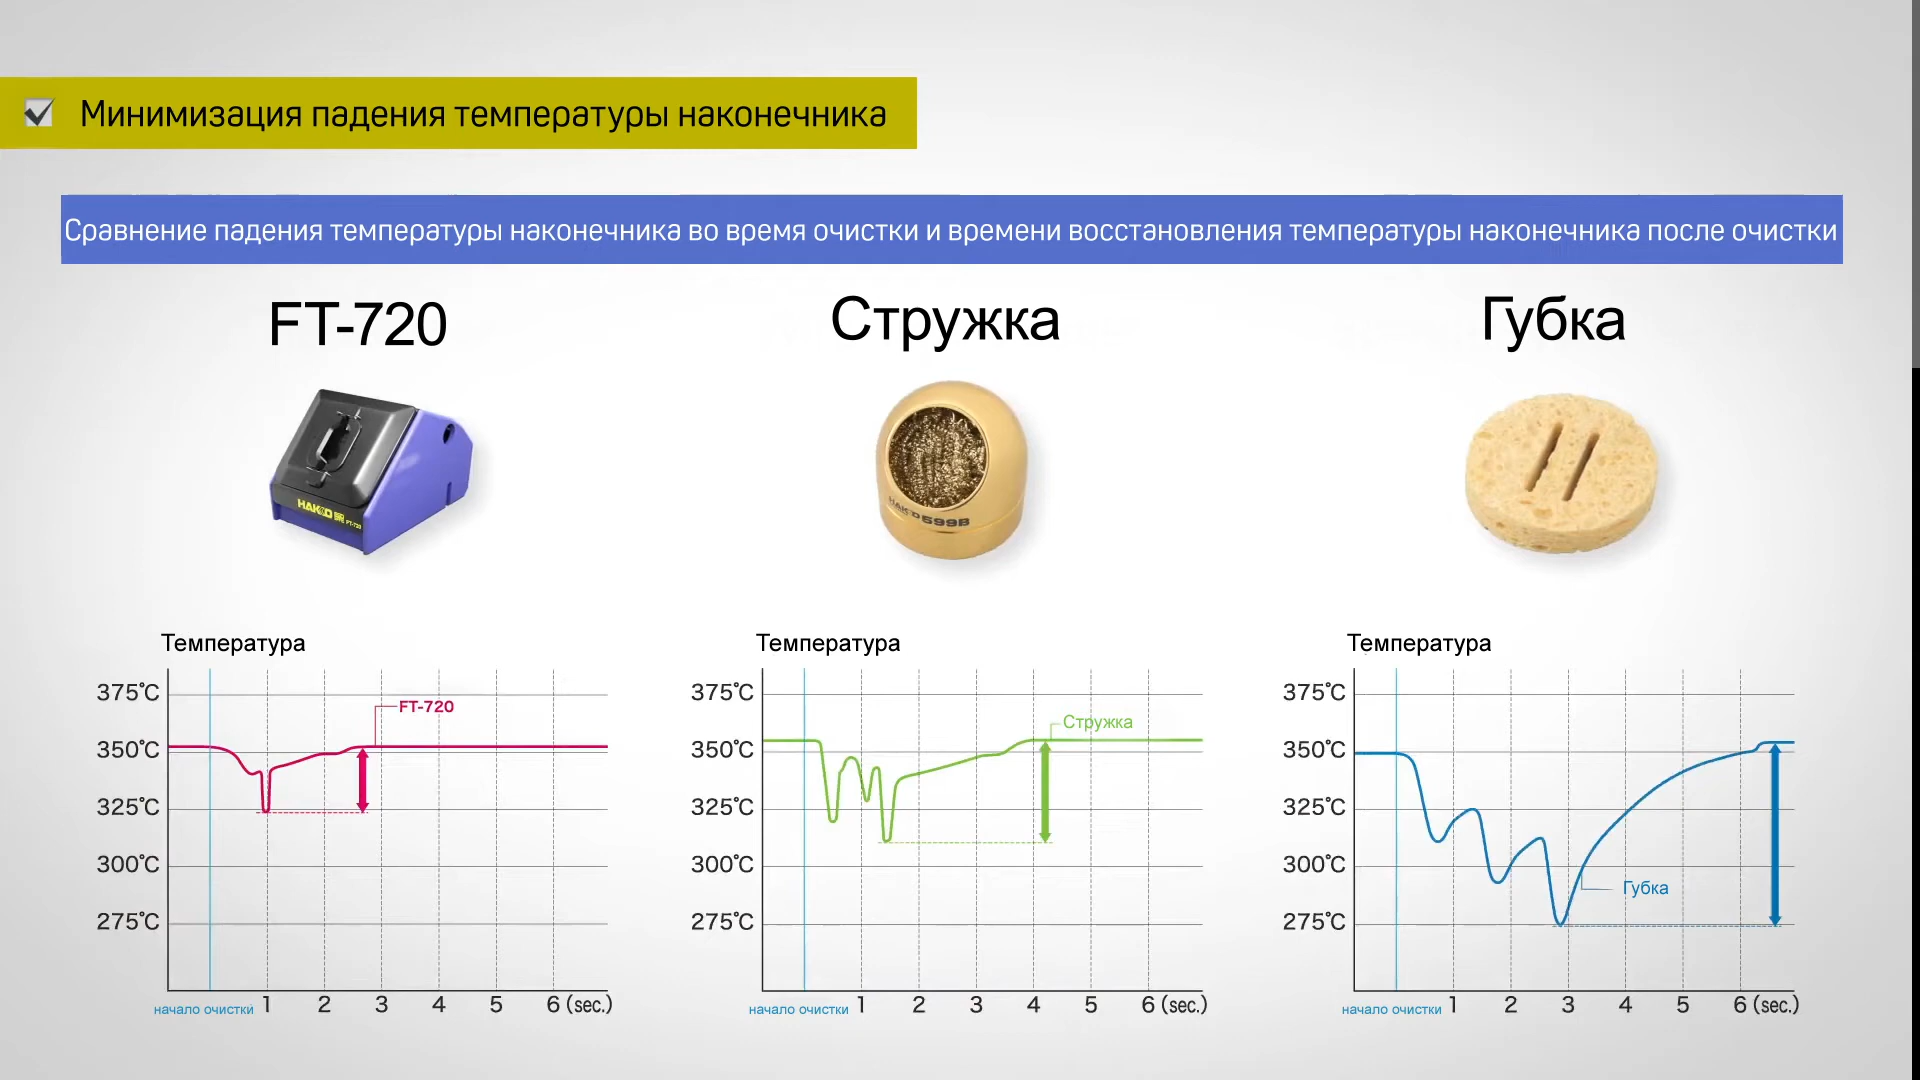 Минимизация падения температуры наконечника
Сравнение падения температуры наконечника во время очистки и времени восстановления температуры наконечника после очистки
FT-720
Стружка
Губка
HAKKO FT-720
HAKKO 599B
Температура
375°C
350°C
325°C
300°C
275°C
FT-720
начало очистки 1 2 3 4 5 6 (sec.)
Температура
375°C
350°C
325°C
300°C
275°C
Стружка
начало очистки 1 2 3 4 5 6 (sec.)
Температура
375°C
350°C
325°C
300°C
275°C
Губка
начало очистки 1 2 3 4 5 6 (sec.)